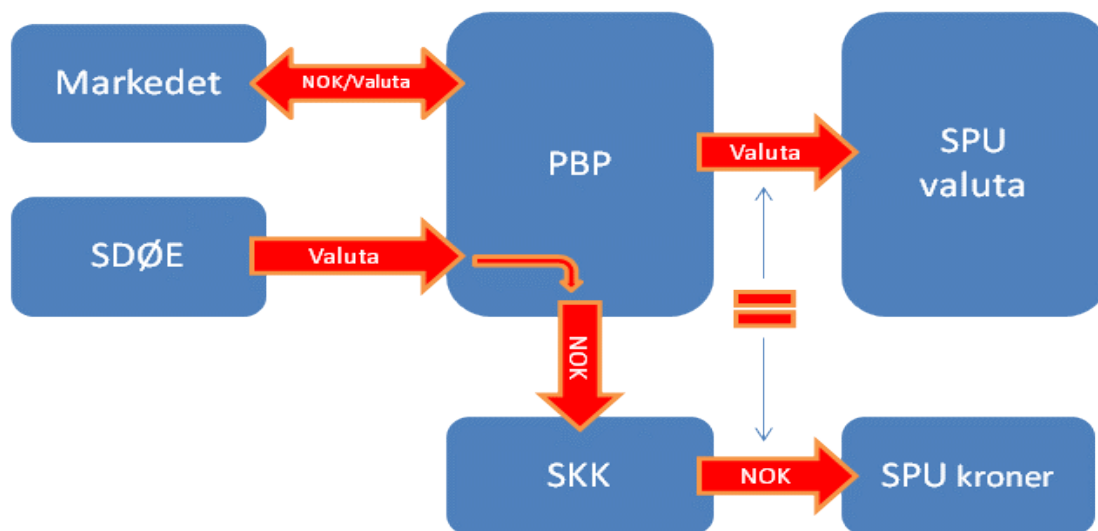 Markedet
NOK/Valuta
PBP
Valuta
SPU
valuta
SDØE
Valuta
NOK
SKK
NOK
SPU kroner